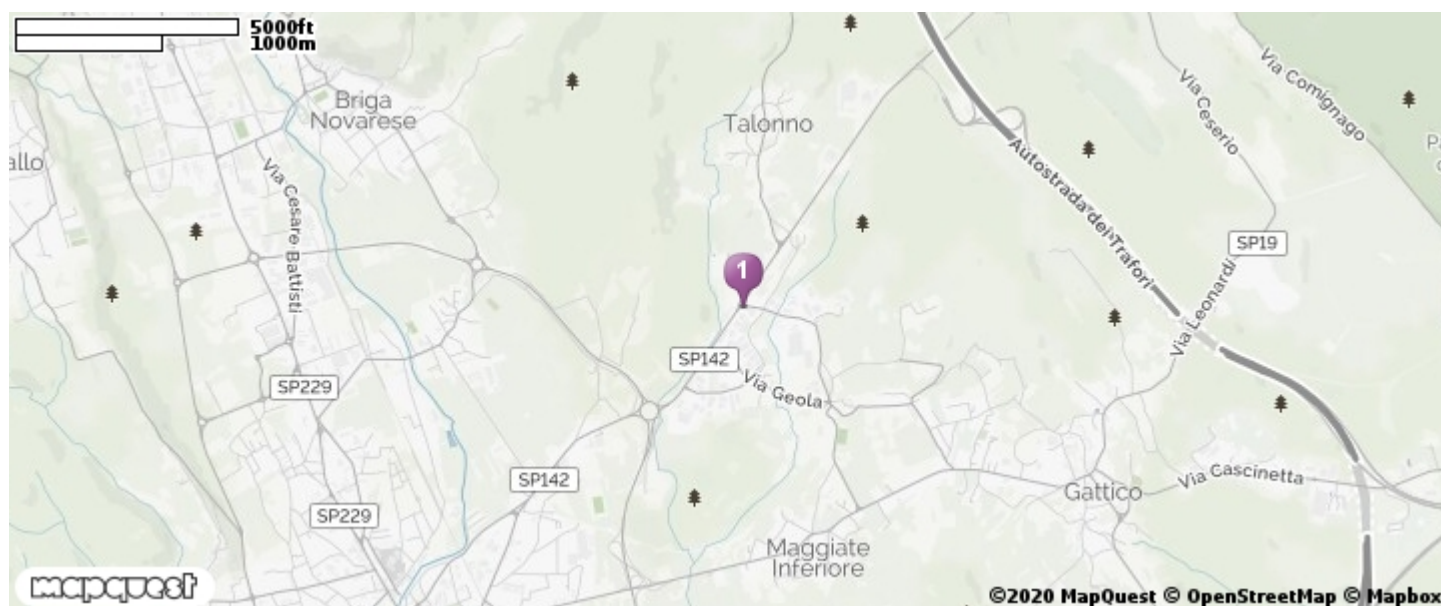 5000ft
1000m
Briga
Novarese
Talonno
Via Ceserio
Via Comignago
allo
Via Cesare Battisti
Autostrada dei Trafori
SP19
1
Via Leonardi
SP142
SP229
Via Geola
SP142
Via Cascinetta
Gattico
SP229
Maggiate
Inferiore
mapquest
©2020 MapQuest © OpenStreetMap © Mapbox